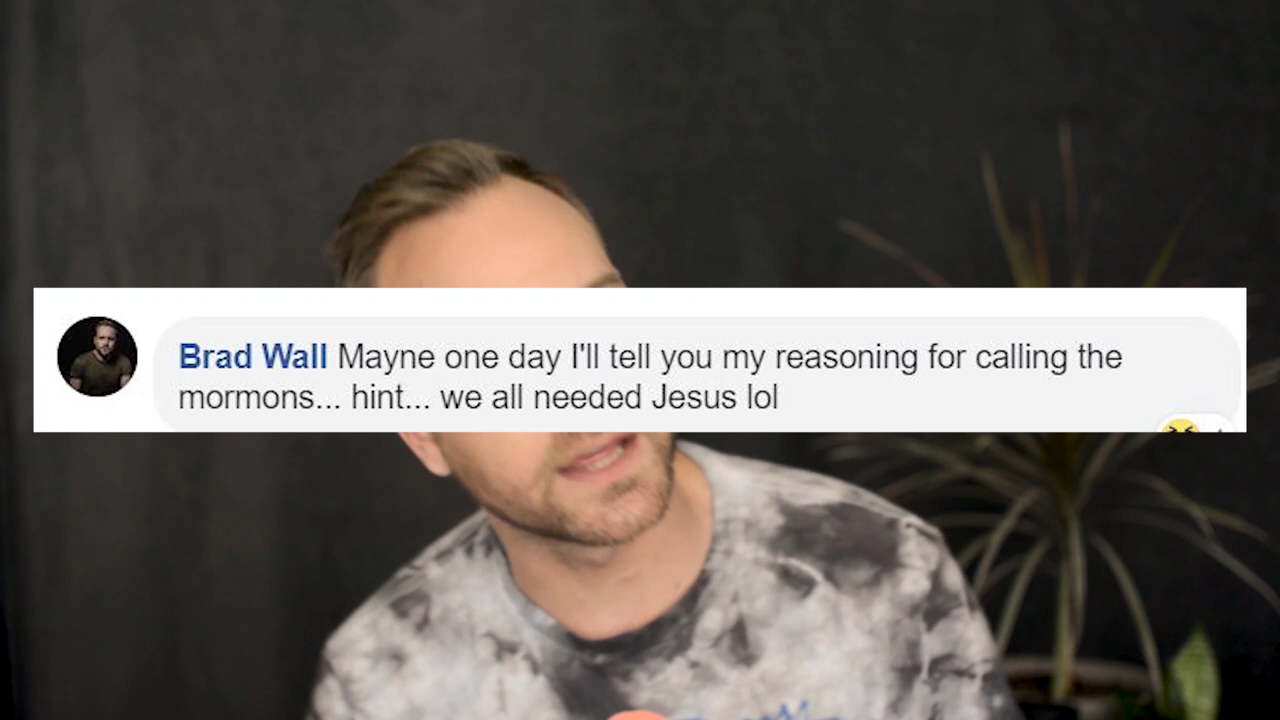 Brad Wall Mayne one day I'll tell you my reasoning for calling the
mormons... hint... we all needed Jesus lol